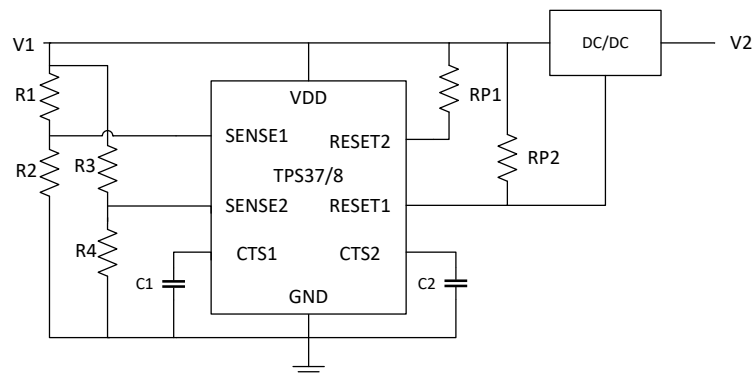 V1
DC/DC
V2
R1
VDD
RP1
SENSE1
RESET2
R2
R3
TPS37/8
RP2
SENSE2
RESET1
R4
CTS1
CTS2
C1
C2
GND